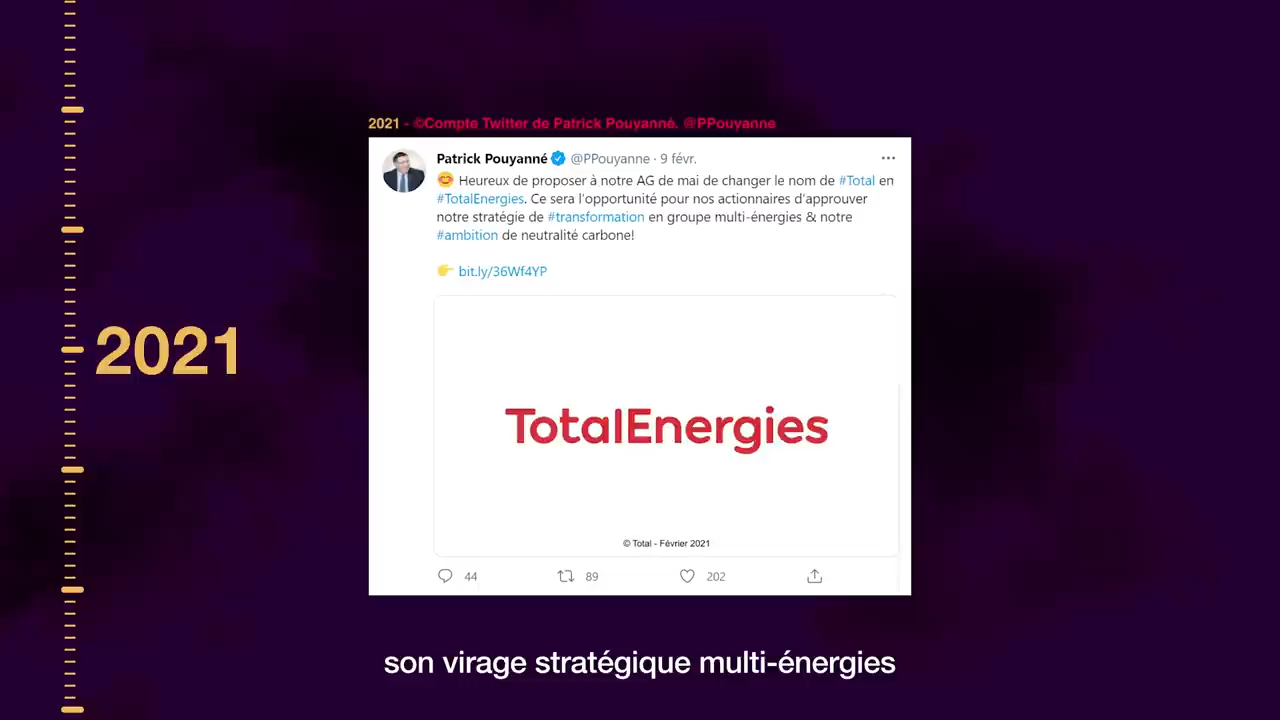 2021 - ©Compte Twitter de Patrick Pouyanné. @PPouyanne
Patrick Pouyanné @PPouyanne · 9 févr.
Heureux de proposer à notre AG de mai de changer le nom de #Total en
#TotalEnergies. Ce sera l'opportunité pour nos actionnaires d'approuver
notre stratégie de #transformation en groupe multi-énergies & notre
#ambition de neutralité carbone!
bit.ly/36Wf4YP
2021
TotalEnergies
© Total - Février 2021
44 89 202
son virage stratégique multi-énergies